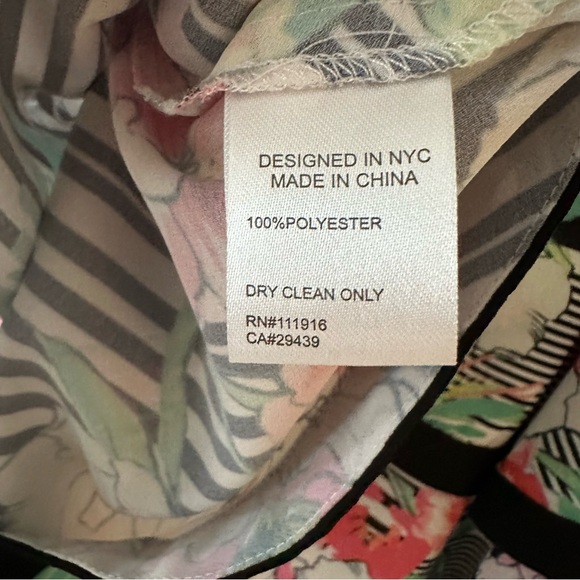 DESIGNED IN NYC
MADE IN CHINA
100%POLYESTER
DRY CLEAN ONLY
RN#111916
CA#29439